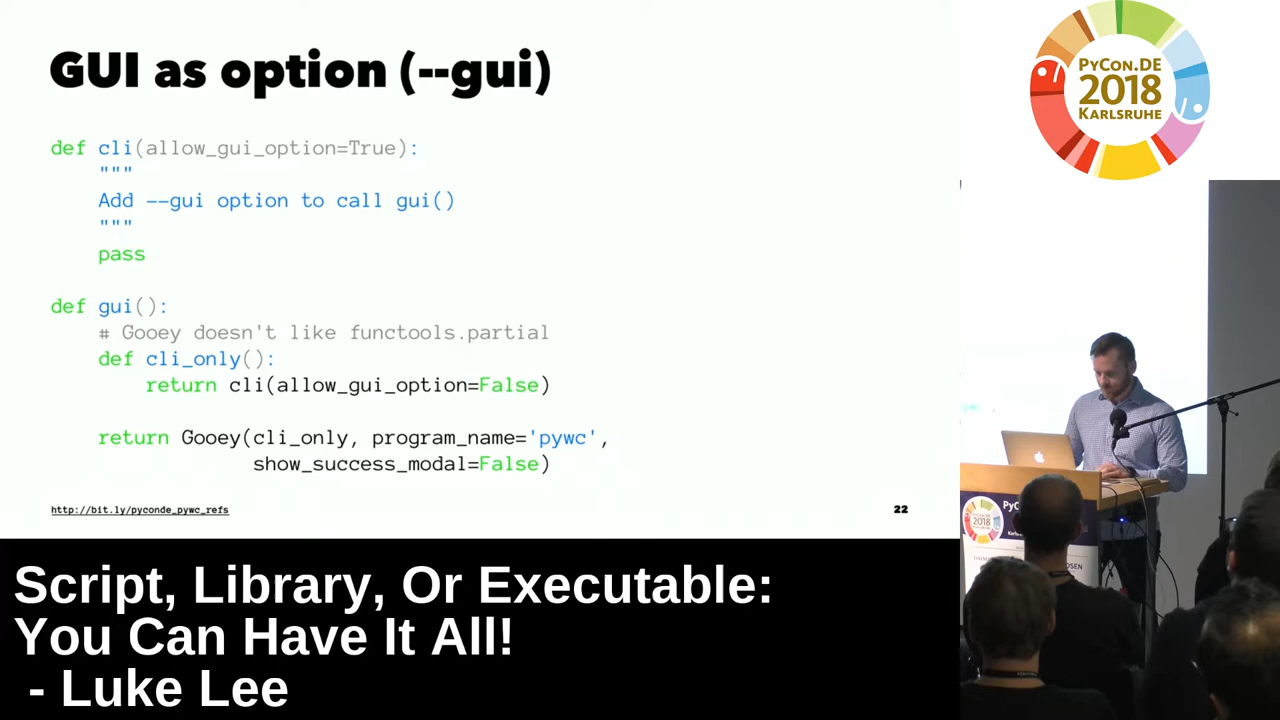 GUI as option (--gui)
def cli(allow_gui_option=True):
"""
Add --gui option to call gui()
"""
pass
def gui():
# Gooey doesn't like functools.partial
def cli_only():
return cli(allow_gui_option=False)
return Gooey(cli_only, program_name='pywc',
show_success_modal=False)
http://bit.ly/pyconde_pywc_refs
22
PyCon.DE
2018
Karlsruhe
PyC
2018
Script, Library, Or Executable:
You Can Have It All!
- Luke Lee